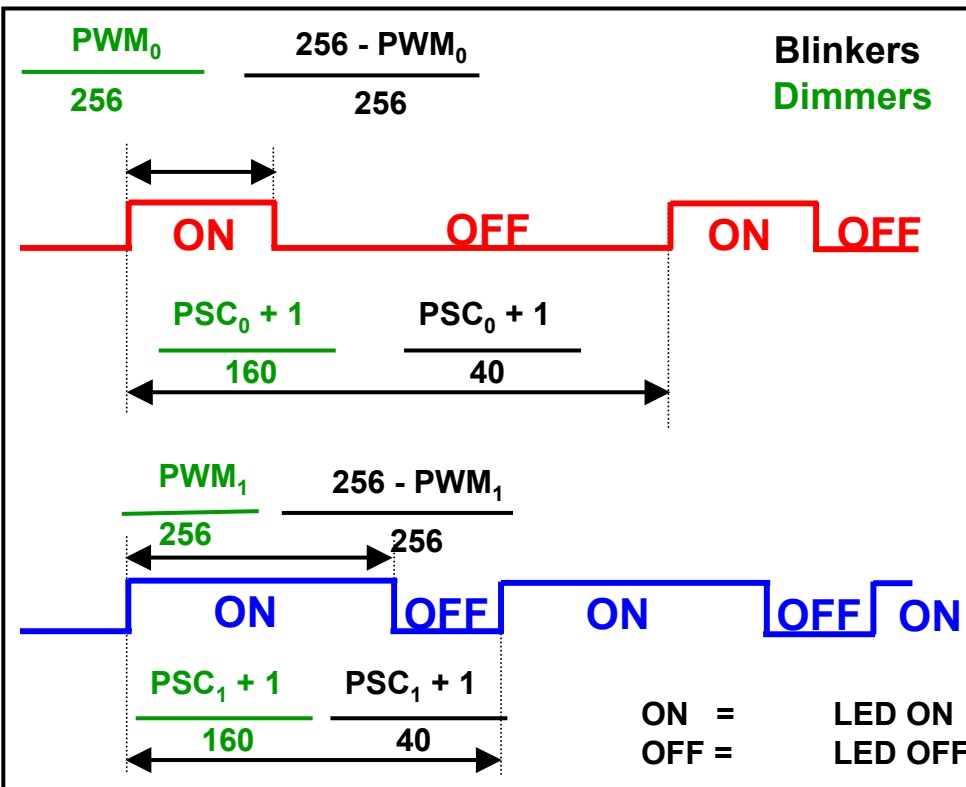 PWM₀ 256 - PWM₀ Blinkers
256 256 Dimmers
ON OFF ON OFF
PSC₀ + 1 PSC₀ + 1
160 40
PWM₁ 256 - PWM₁
256 256
ON OFF ON OFF ON
PSC₁ + 1 PSC₁ + 1
160 40
ON = LED ON
OFF = LED OFF